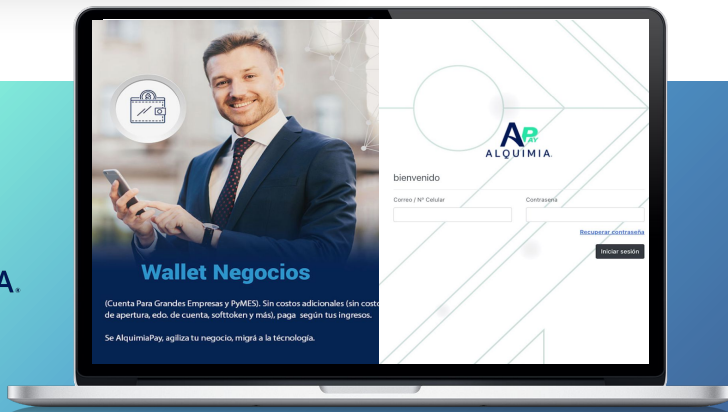 A.
Wallet Negocios
(Cuenta Para Grandes Empresas y PyMES). Sin costos adicionales (sin costo
de apertura, edo. de cuenta, softtoken y más), paga según tus ingresos.
Se AlquimiaPay, agiliza tu negocio, migrá a la técnología.
AP
PAY
ALQUIMIA
bienvenido
Correo / Nº Celular
Contraseña
Recuperar contraseña
Iniciar sesión